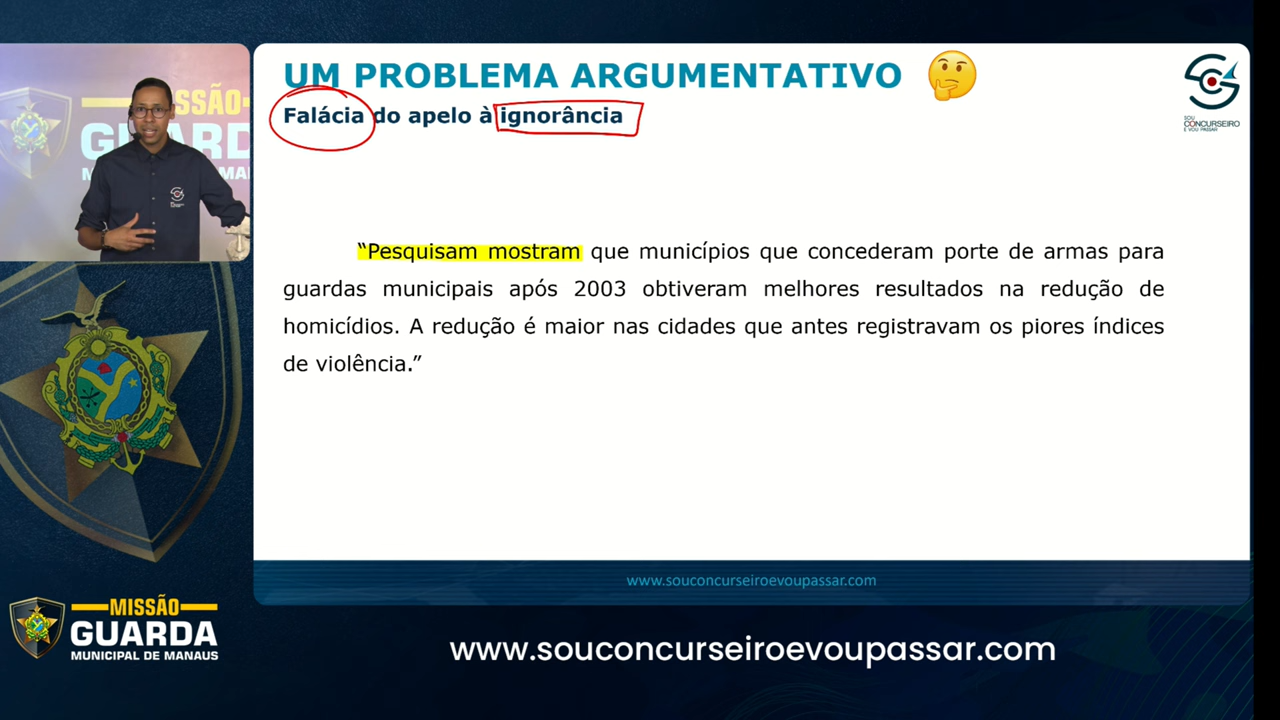 UM PROBLEMA ARGUMENTATIVO
Falácia do apelo à ignorância
SOU
CONCURSEIRO
E VOU PASSAR
“Pesquisam mostram que municípios que concederam porte de armas para
guardas municipais após 2003 obtiveram melhores resultados na redução de
homicídios. A redução é maior nas cidades que antes registravam os piores índices
de violência.”
www.souconcurseiroevoupassar.com
MISSÃO
GUARDA
MUNICIPAL DE MANAUS
www.souconcurseiroevoupassar.com